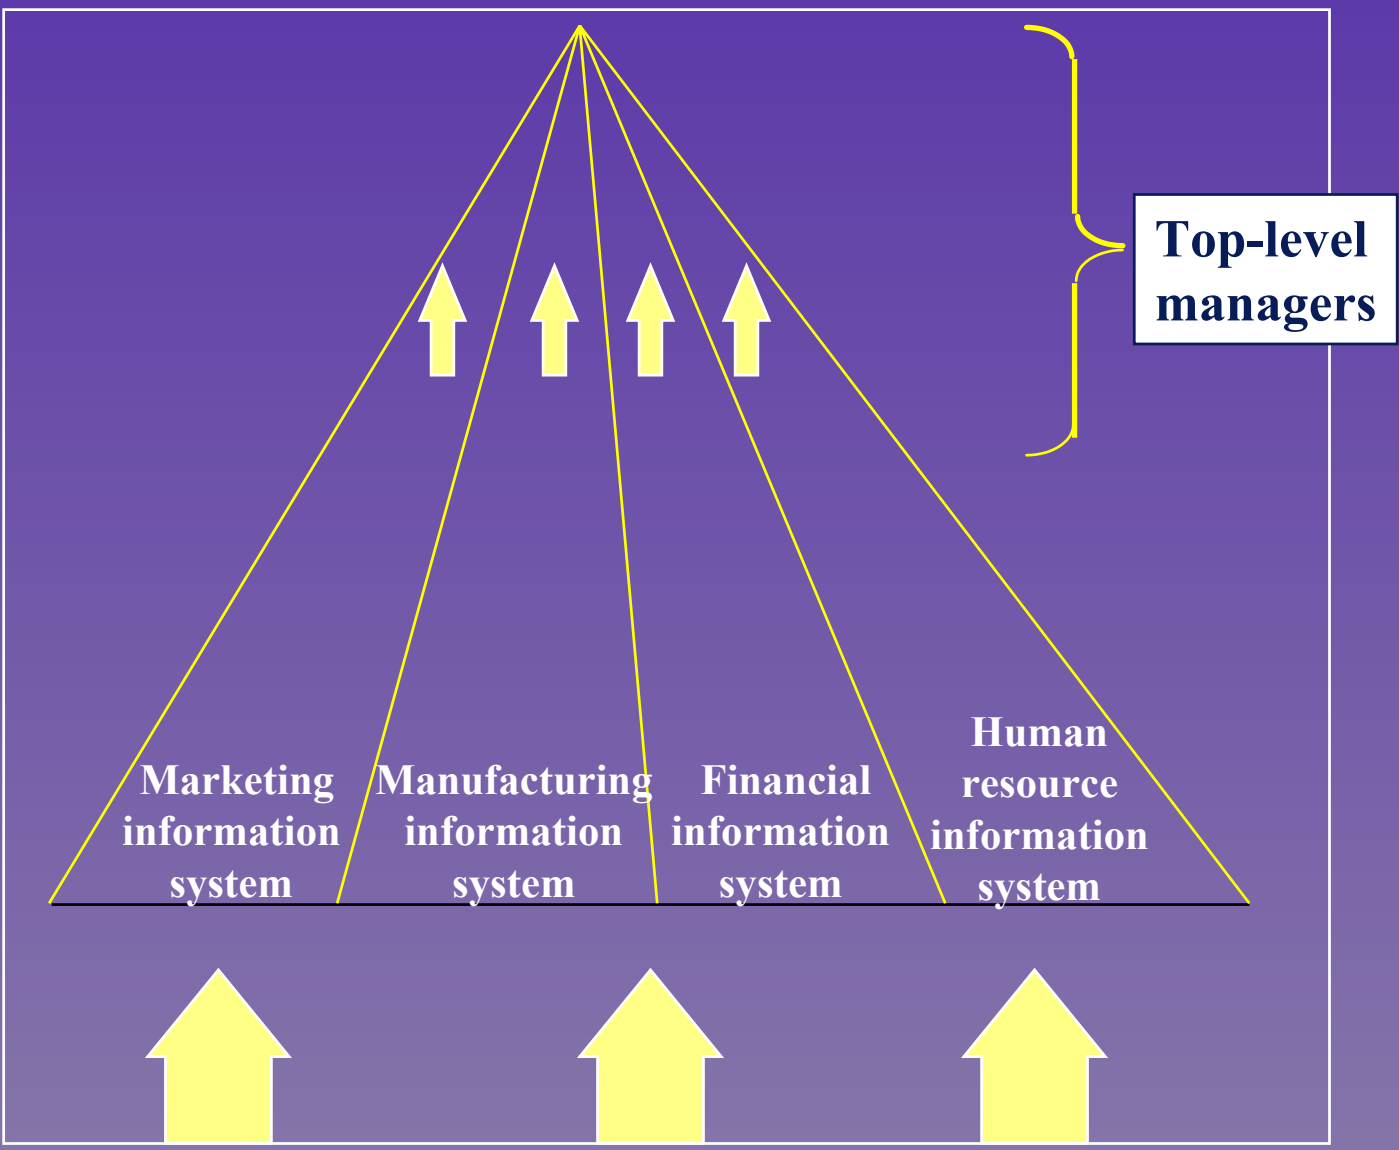 Top-level
managers
Marketing
information
system
Manufacturing
information
system
Financial
information
system
Human
resource
information
system